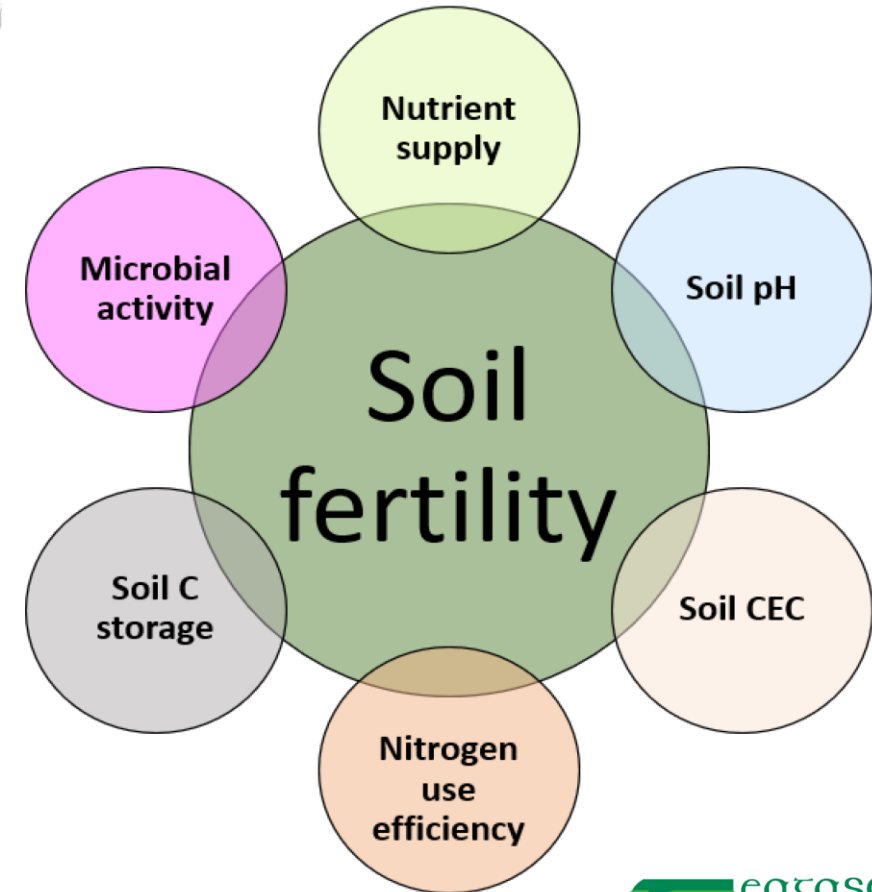 Nutrient
supply
Microbial
activity
Soil pH
Soil
fertility
Soil C
storage
Soil CEC
Nitrogen
use
efficiency